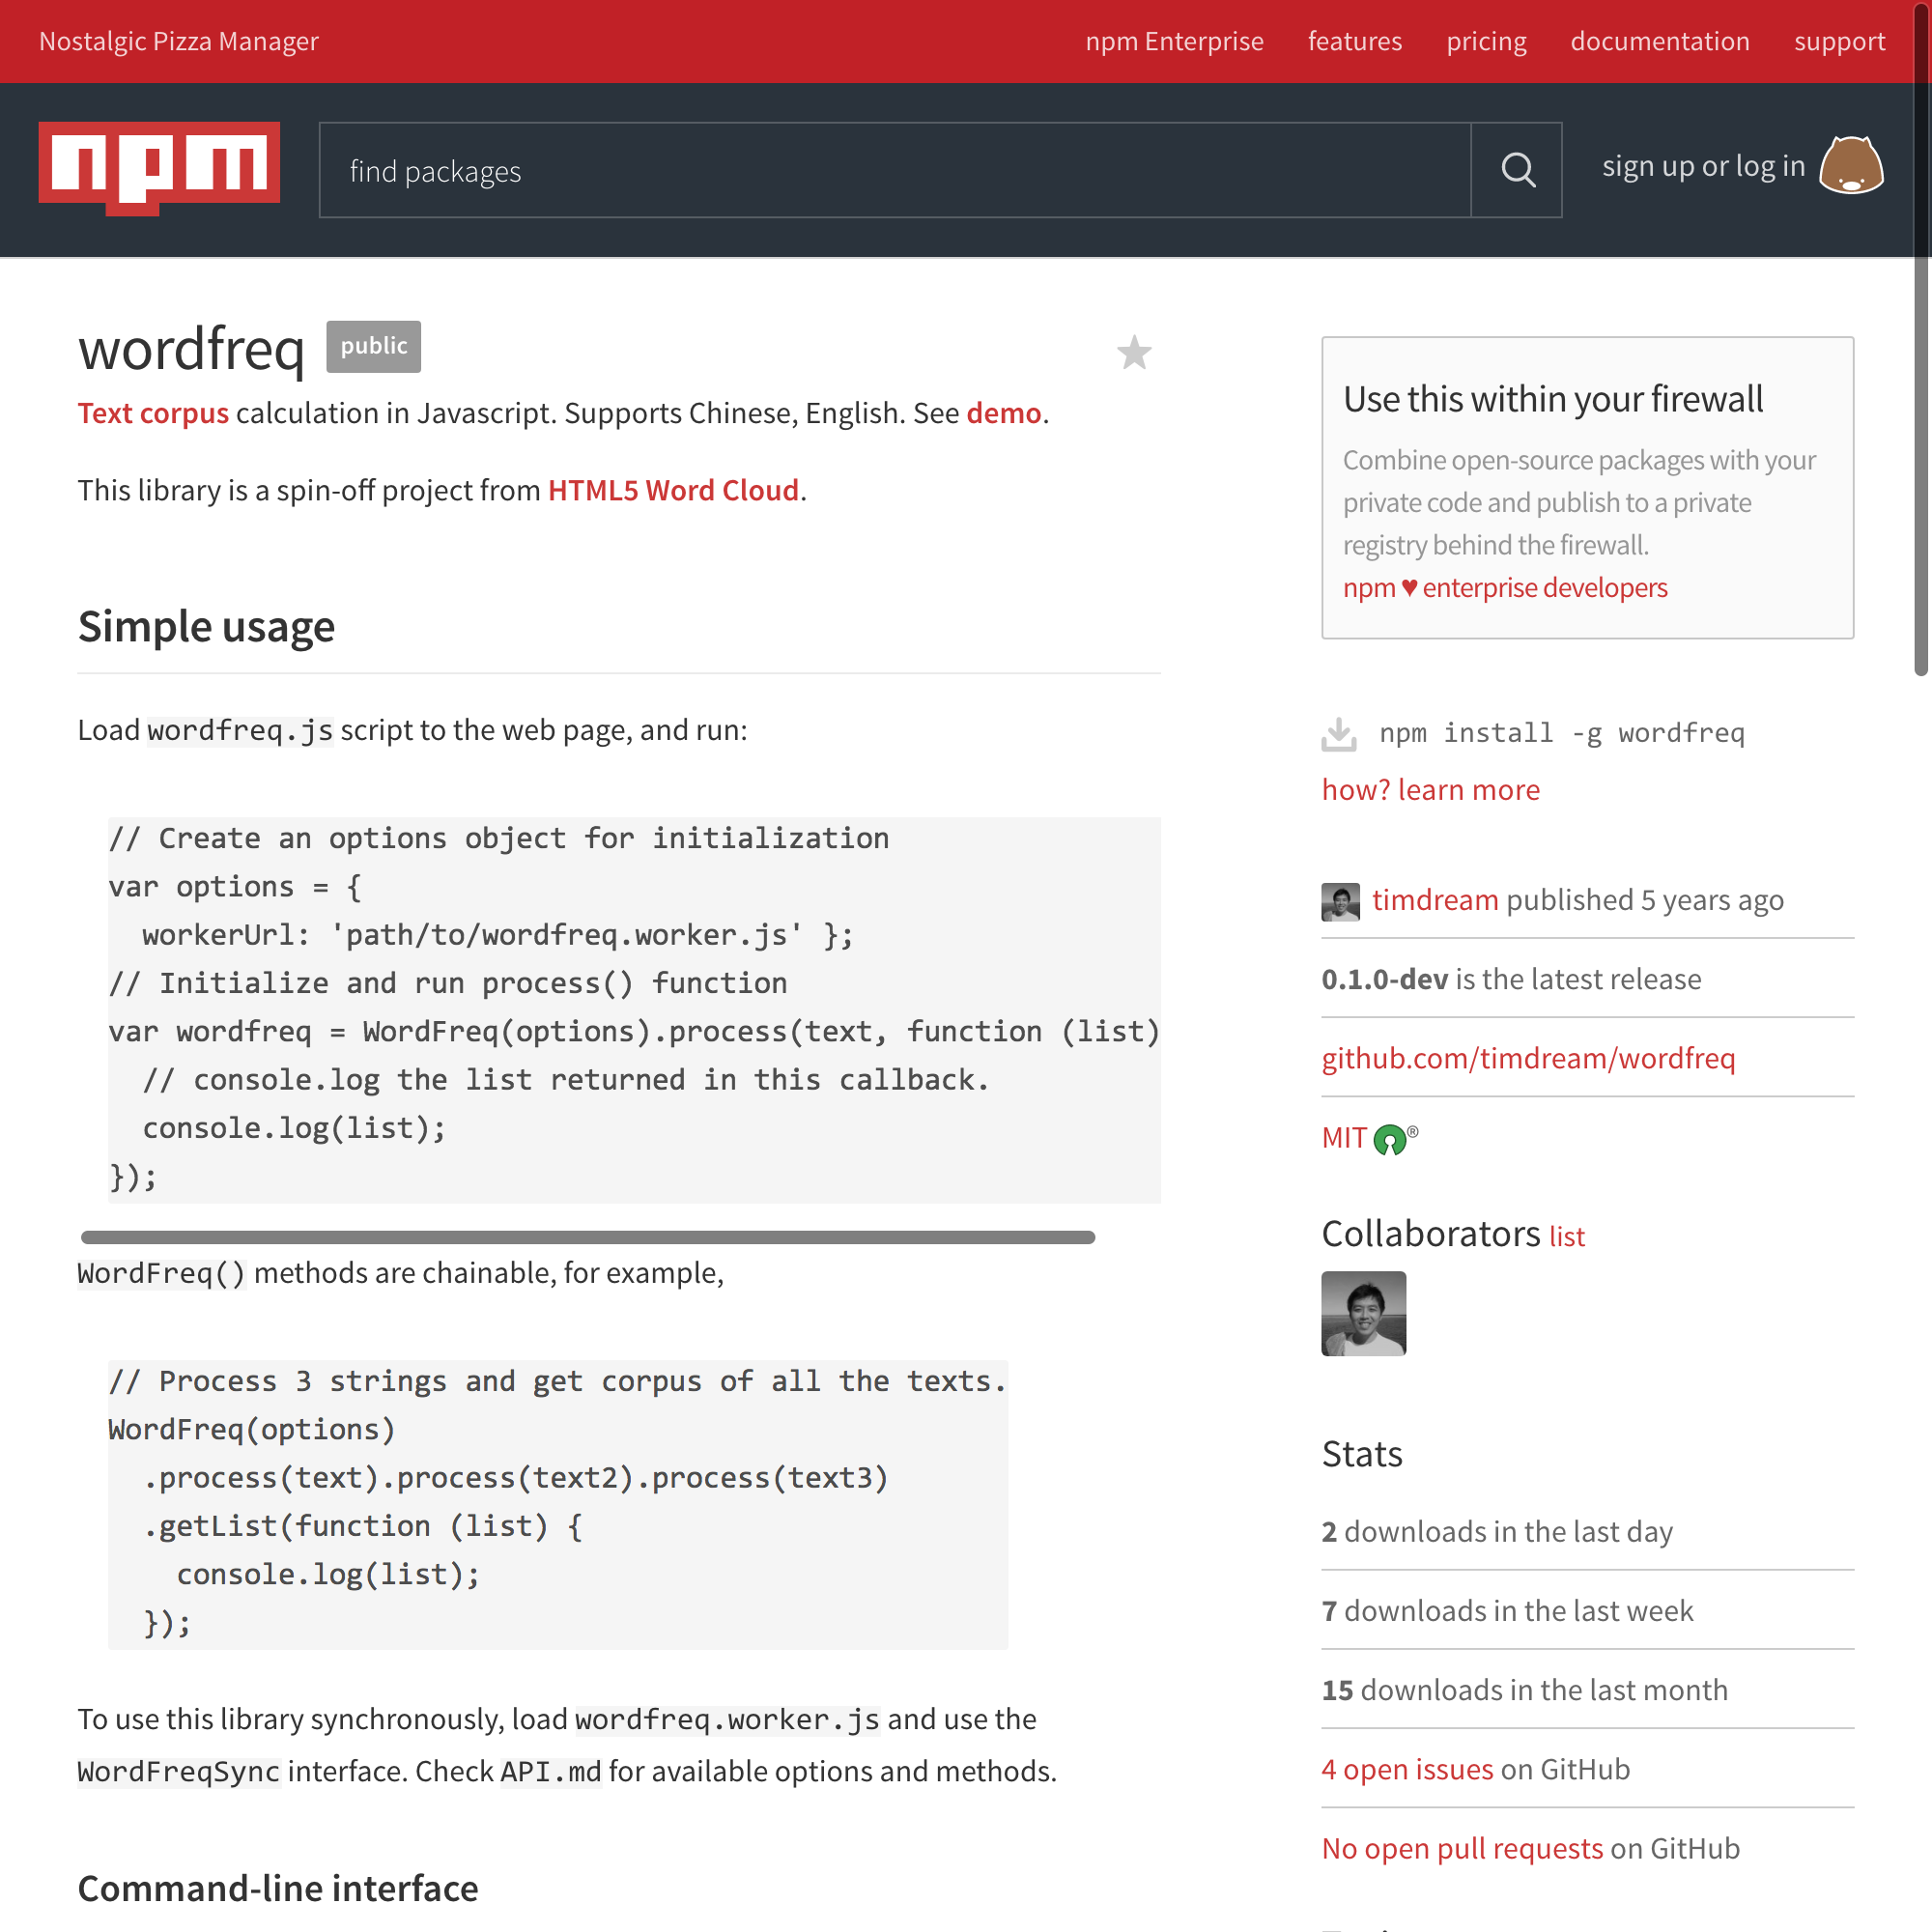 Nostalgic Pizza Manager
npm Enterprise features pricing documentation support
npm
find packages
sign up or log in
wordfreq public
Text corpus calculation in Javascript. Supports Chinese, English. See demo.
This library is a spin-off project from HTML5 Word Cloud.
Simple usage
Load wordfreq.js script to the web page, and run:
// Create an options object for initialization
var options = {
  workerUrl: 'path/to/wordfreq.worker.js' };
// Initialize and run process() function
var wordfreq = WordFreq(options).process(text, function (list)
  // console.log the list returned in this callback.
  console.log(list);
});
WordFreq() methods are chainable, for example,
// Process 3 strings and get corpus of all the texts.
WordFreq(options)
  .process(text).process(text2).process(text3)
  .getList(function (list) {
    console.log(list);
  });
To use this library synchronously, load wordfreq.worker.js and use the
WordFreqSync interface. Check API.md for available options and methods.
Command-line interface
Use this within your firewall
Combine open-source packages with your
private code and publish to a private
registry behind the firewall.
npm ♥ enterprise developers
npm install -g wordfreq
how? learn more
timdream published 5 years ago
0.1.0-dev is the latest release
github.com/timdream/wordfreq
MIT ®
Collaborators list
Stats
2 downloads in the last day
7 downloads in the last week
15 downloads in the last month
4 open issues on GitHub
No open pull requests on GitHub